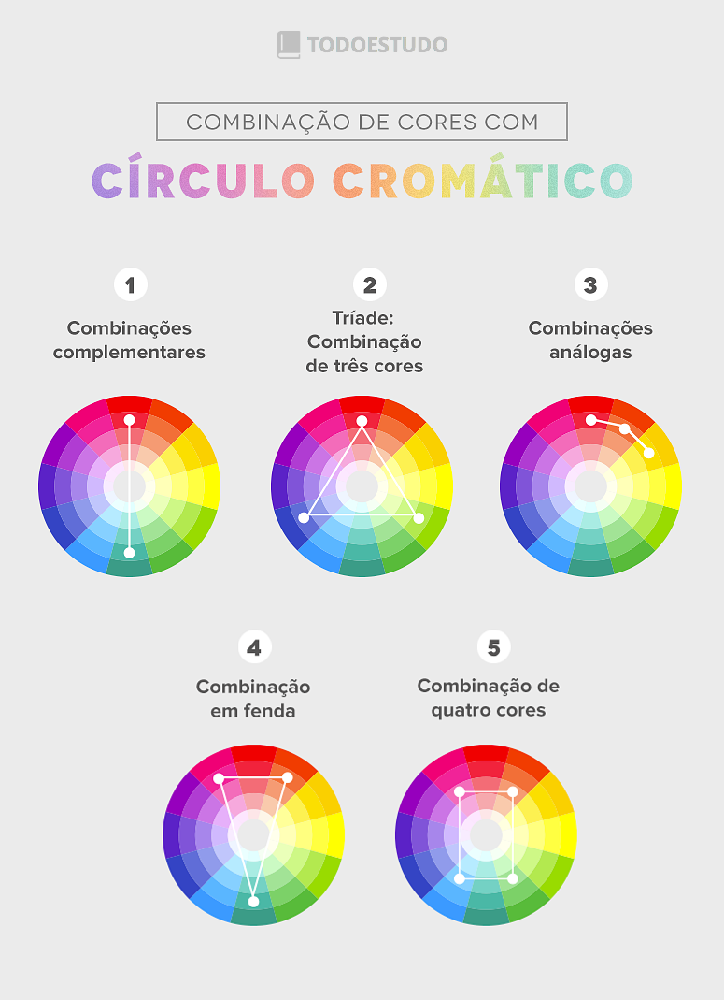 TODOESTUDO
COMBINAÇÃO DE CORES COM
CÍRCULO CROMÁTICO
1
Combinações
complementares
2
Tríade:
Combinação
de três cores
3
Combinações
análogas
4
Combinação
em fenda
5
Combinação de
quatro cores